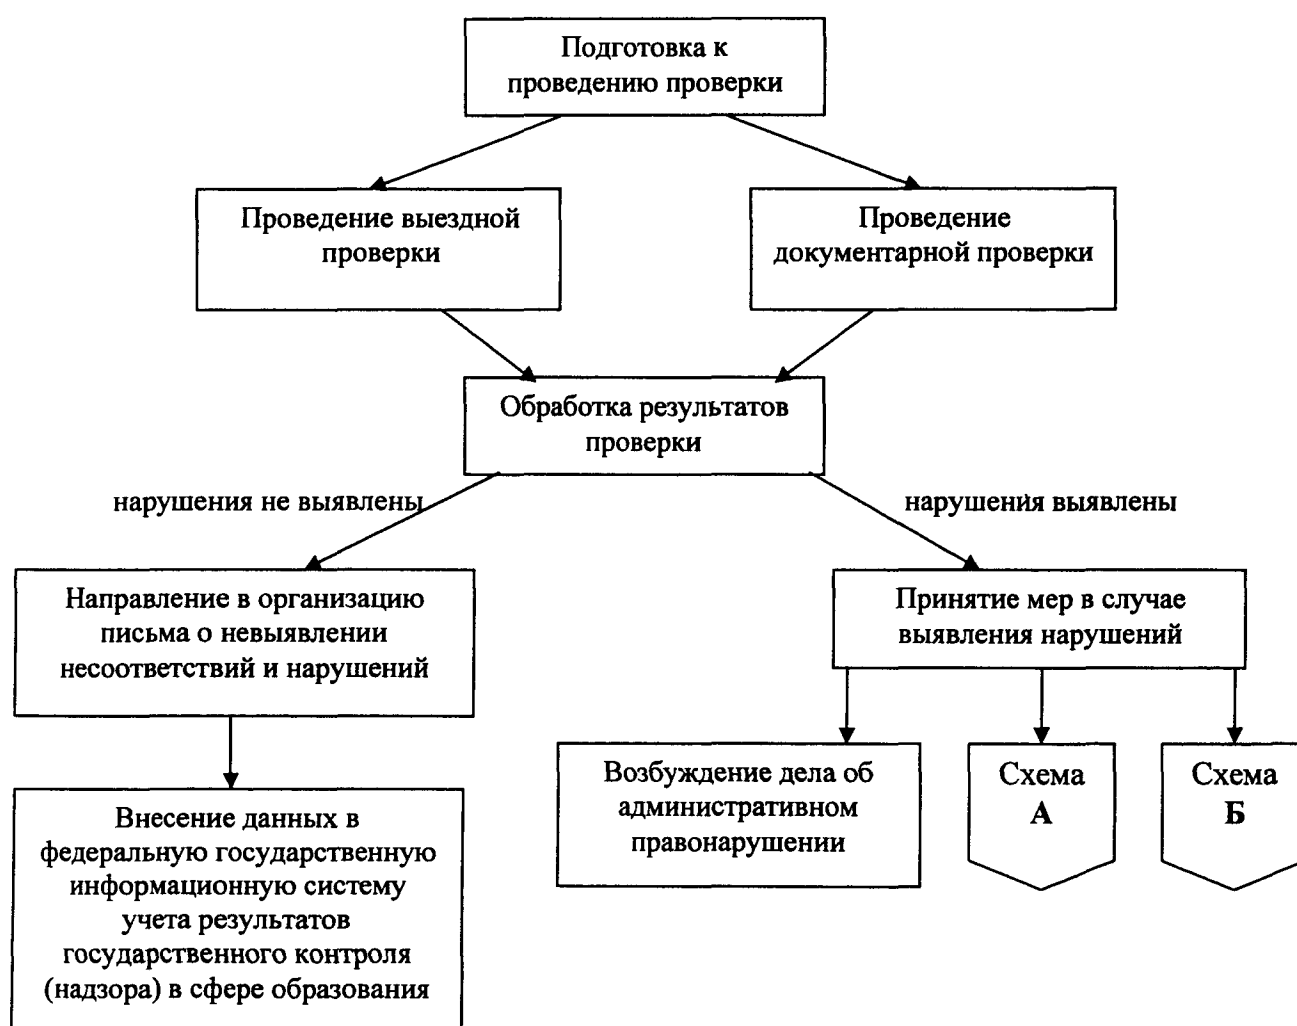 Подготовка к
проведению проверки
Проведение выездной
проверки
Проведение
документарной проверки
Обработка результатов
проверки
нарушения не выявлены
нарушения выявлены
Направление в организацию
письма о невыявлении
несоответствий и нарушений
Принятие мер в случае
выявления нарушений
Возбуждение дела об
административном
правонарушении
Схема
А
Схема
Б
Внесение данных в
федеральную государственную
информационную систему
учета результатов
государственного контроля
(надзора) в сфере образования